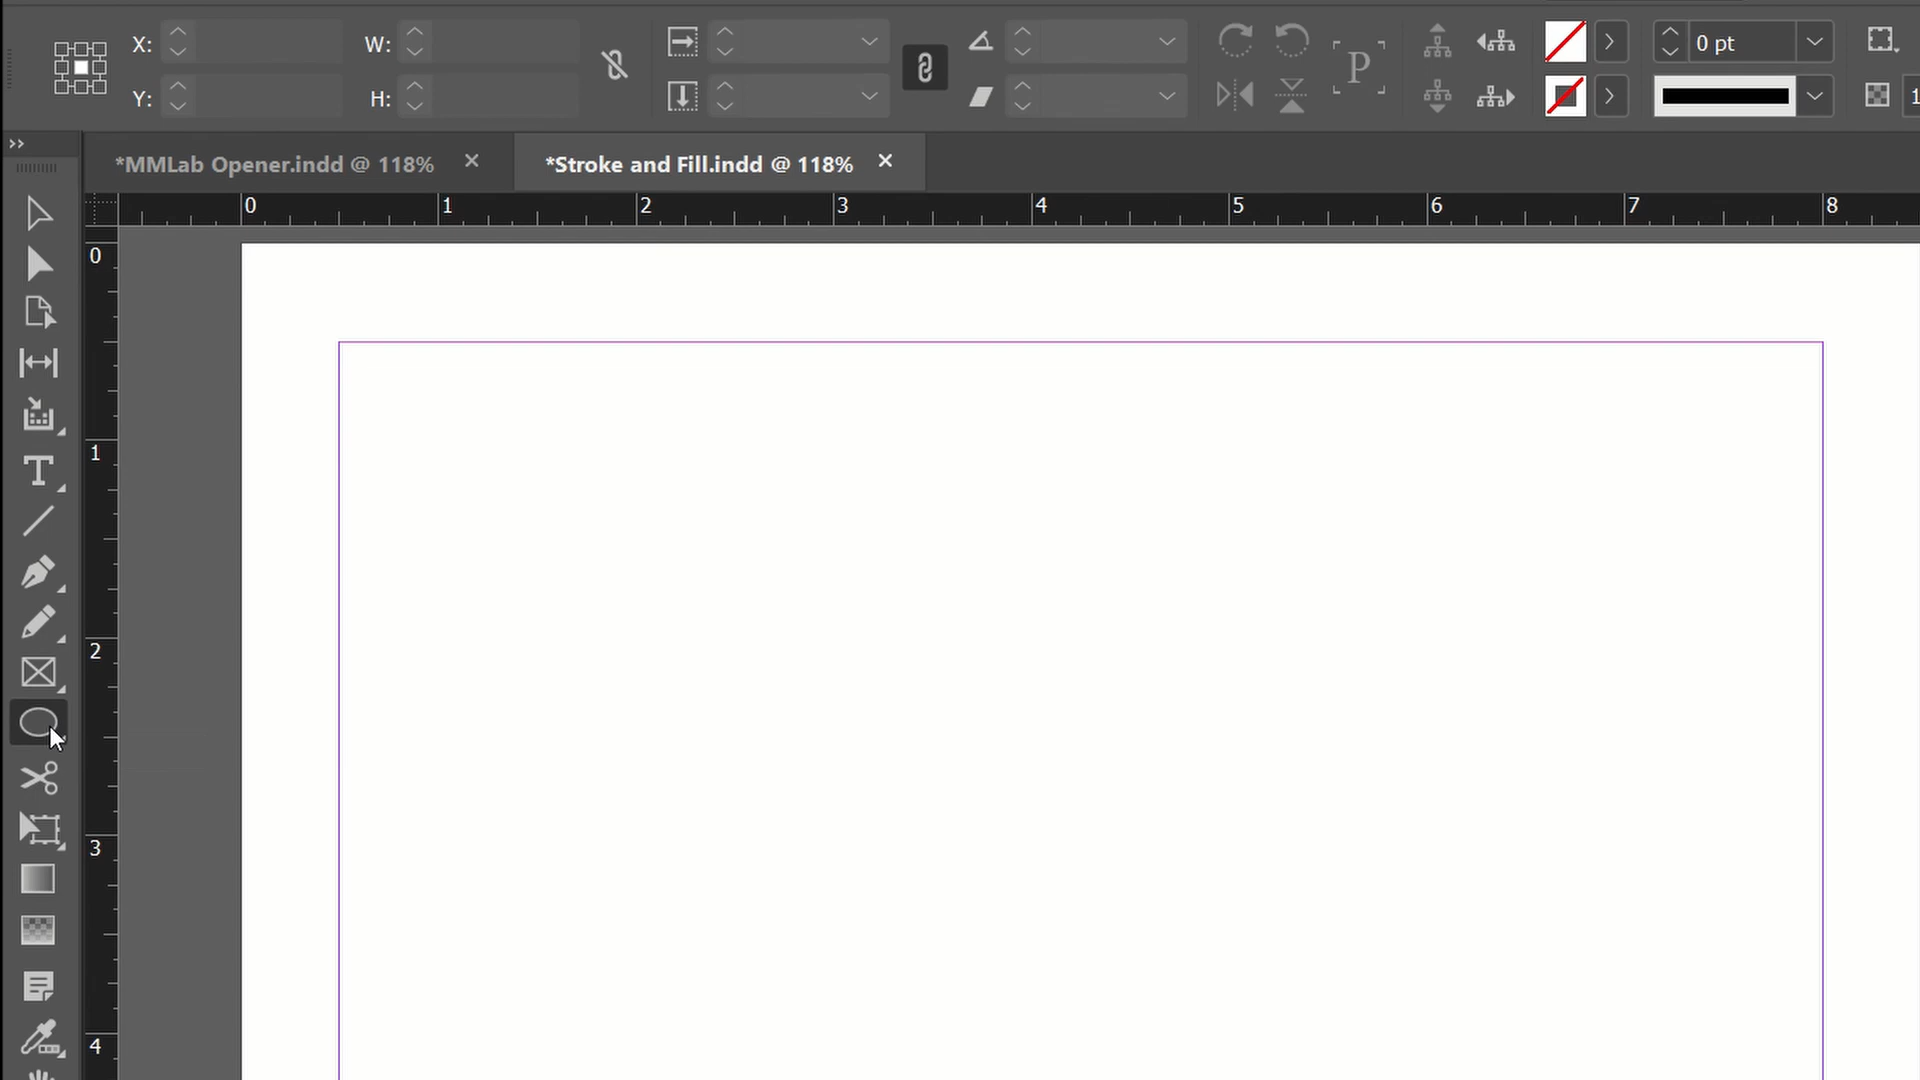 X: W: 0 pt
Y: H: 1
P
*MMLab Opener.indd @ 118% *Stroke and Fill.indd @ 118%
0 1 2 3 4 5 6 7 8
0
1
2
3
4